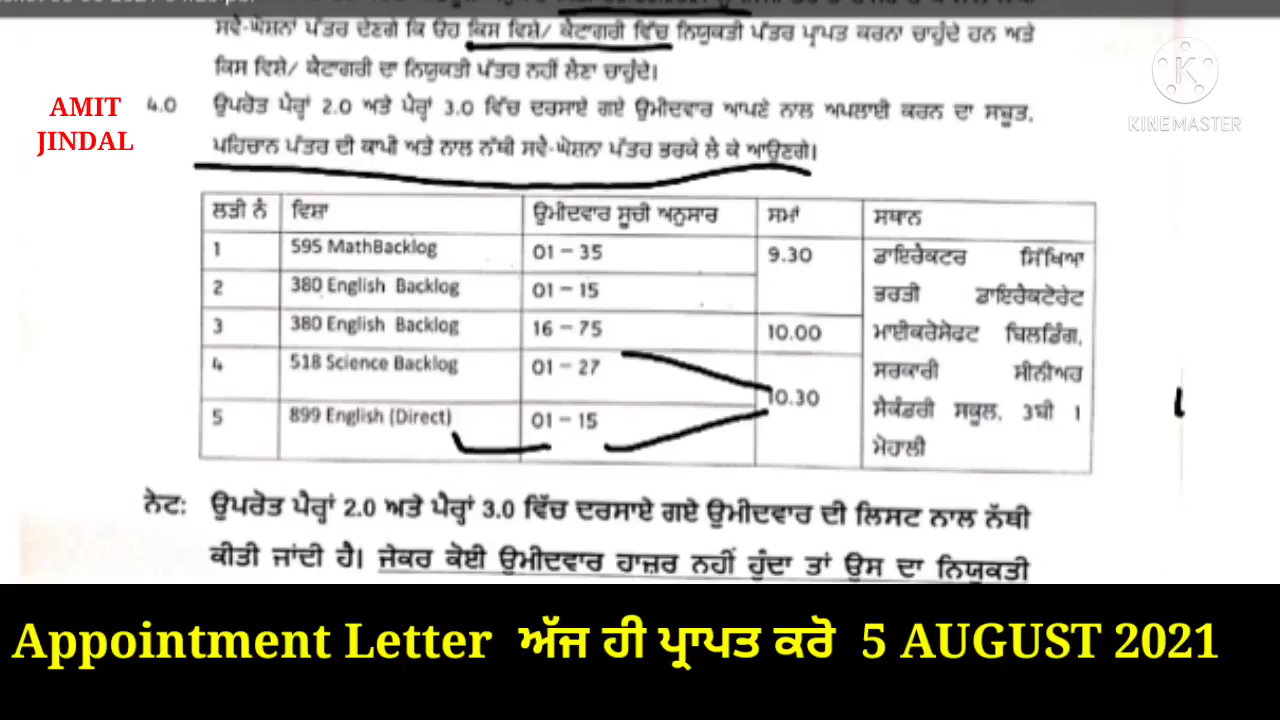 ਸਵੈ-ਘੋਸ਼ਨਾਂ ਪੱਤਰ ਦੇਣਗੇ ਕਿ ਉਹ ਕਿਸ ਵਿਸ਼ੇ/ ਕੈਟਾਗਰੀ ਵਿੱਚ ਨਿਯੁਕਤੀ ਪੱਤਰ ਪ੍ਰਾਪਤ ਕਰਨਾ ਚਾਹੁੰਦੇ ਹਨ ਅਤੇ
ਕਿਸ ਵਿਸ਼ੇ/ ਕੈਟਾਗਰੀ ਦਾ ਨਿਯੁਕਤੀ ਪੱਤਰ ਨਹੀਂ ਲੈਣਾ ਚਾਹੁੰਦੇ।
AMIT
JINDAL
KINEMASTER
4.0 ਉਪਰੋਤ ਪੈਰ੍ਹਾਂ 2.0 ਅਤੇ ਪੈਰ੍ਹਾਂ 3.0 ਵਿੱਚ ਦਰਸਾਏ ਗਏ ਉਮੀਦਵਾਰ ਆਪਣੇ ਨਾਲ ਅਪਲਾਈ ਕਰਨ ਦਾ ਸਬੂਤ,
ਪਹਿਚਾਨ ਪੱਤਰ ਦੀ ਕਾਪੀ ਅਤੇ ਨਾਲ ਨੱਥੀ ਸਵੈ-ਘੋਸ਼ਨਾ ਪੱਤਰ ਭਰਕੇ ਲੈ ਕੇ ਆਉਣਗੇ।
ਲੜੀ ਨੰ ਵਿਸ਼ਾ ਉਮੀਦਵਾਰ ਸੂਚੀ ਅਨੁਸਾਰ ਸਮਾਂ ਸਥਾਨ
1 595 MathBacklog 01 – 35 9.30 ਡਾਇਰੈਕਟਰ ਸਿੱਖਿਆ
2 380 English Backlog 01 – 15 ਭਰਤੀ ਡਾਇਰੈਕਟੋਰੇਟ
3 380 English Backlog 16 – 75 10.00 ਮਾਈਕਰੋਸੋਫਟ ਬਿਲਡਿੰਗ,
4 518 Science Backlog 01 – 27 10.30 ਸਰਕਾਰੀ ਸੀਨੀਅਰ
5 899 English (Direct) 01 – 15 ਸੈਕੰਡਰੀ ਸਕੂਲ, 3ਬੀ 1
ਮੋਹਾਲੀ
ਨੋਟ: ਉਪਰੋਤ ਪੈਰ੍ਹਾਂ 2.0 ਅਤੇ ਪੈਰ੍ਹਾਂ 3.0 ਵਿੱਚ ਦਰਸਾਏ ਗਏ ਉਮੀਦਵਾਰ ਦੀ ਲਿਸਟ ਨਾਲ ਨੱਥੀ
ਕੀਤੀ ਜਾਂਦੀ ਹੈ। ਜੇਕਰ ਕੋਈ ਉਮੀਦਵਾਰ ਹਾਜ਼ਰ ਨਹੀਂ ਹੁੰਦਾ ਤਾਂ ਉਸ ਦਾ ਨਿਯੁਕਤੀ
Appointment Letter ਅੱਜ ਹੀ ਪ੍ਰਾਪਤ ਕਰੋ 5 AUGUST 2021